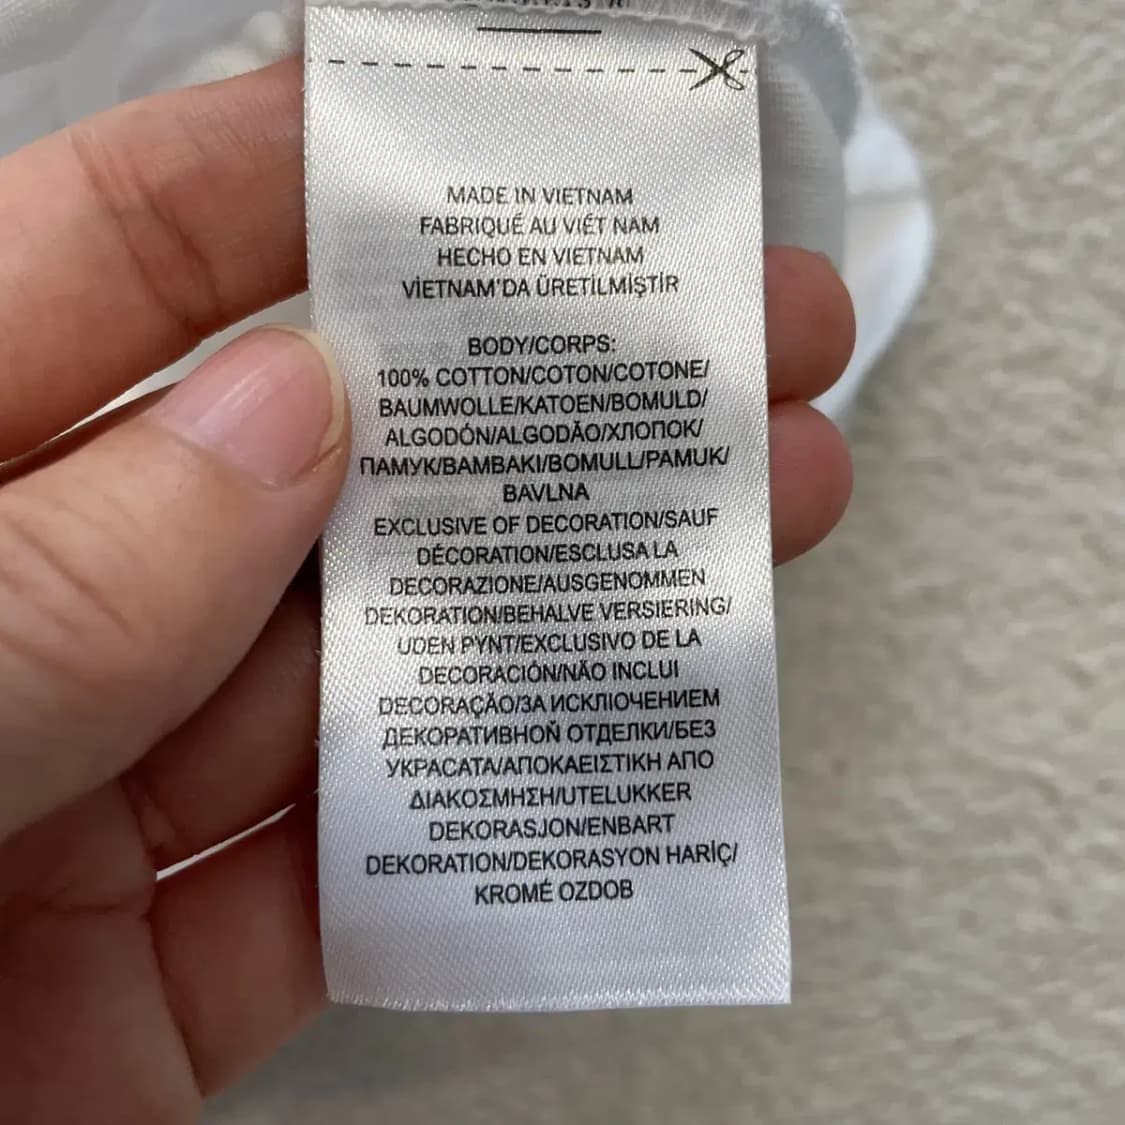 MADE IN VIETNAM
FABRIQUÉ AU VIÊT NAM
HECHO EN VIETNAM
VİETNAM'DA ÜRETİLMİŞTİR
BODY/CORPS:
100% COTTON/COTON/COTONE/
BAUMWOLLE/KATOEN/BOMULD/
ALGODÓN/ALGODÃO/ХЛОПОК/
ПАМУК/ΒΑΜΒΑΚΙ/BOMULL/PAMUK/
BAVLNA
EXCLUSIVE OF DECORATION/SAUF
DÉCORATION/ESCLUSA LA
DECORAZIONE/AUSGENOMMEN
DEKORATION/BEHALVE VERSIERING/
UDEN PYNT/EXCLUSIVO DE LA
DECORACIÓN/NÃO INCLUI
DECORAÇÃO/ЗА ИСКЛЮЧЕНИЕМ
ДЕКОРАТИВНОЙ ОТДЕЛКИ/БЕЗ
УКРАСАТА/ΑΠΟΚΛΕΙΣΤΙΚΗ ΑΠΟ
ΔΙΑΚΟΣΜΗΣΗ/UTELUKKER
DEKORASJON/ENBART
DEKORATION/DEKORASYON HARİÇ/
KROMÉ OZDOB